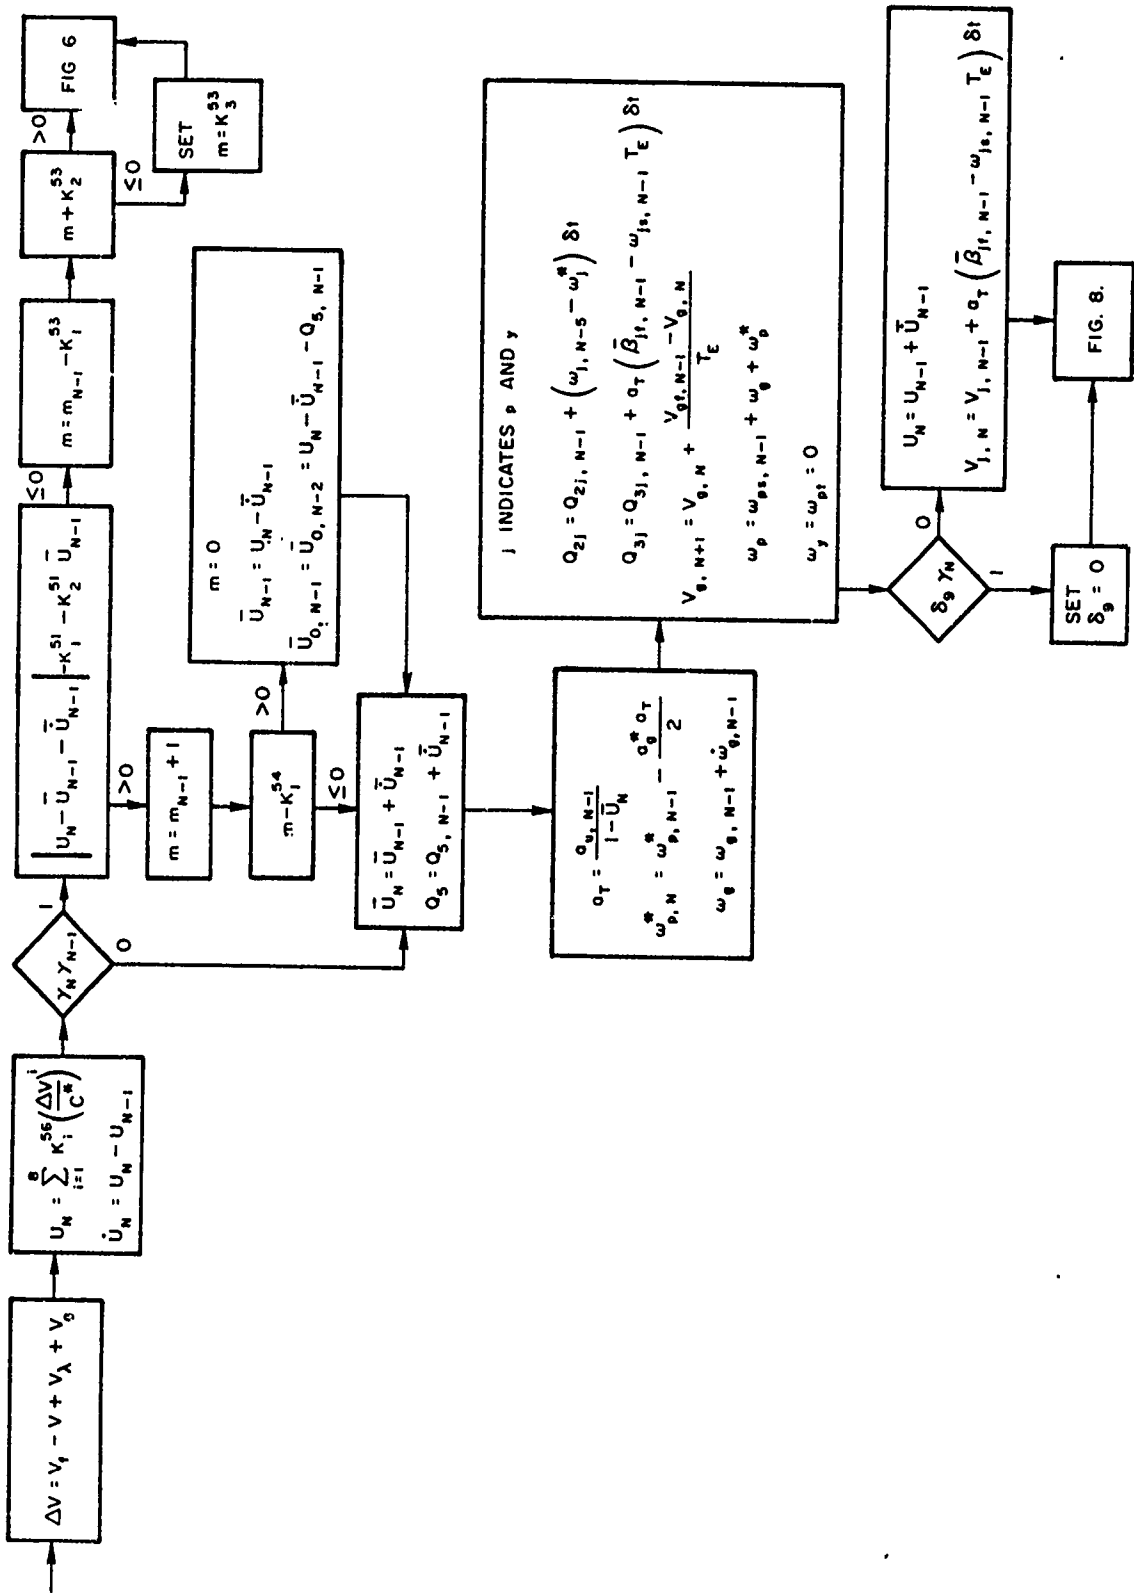 ΔV = V_f - V + V_λ + V_g
U_N = Σ_{i=1}^{8} K_i^{56} (ΔV/C*)^i
U̇_N = U_N - U_{N-1}
γ_N γ_{N-1}
1
0
|U_N - Ū_{N-1} - U̇̄_{N-1}| - K_1^{51} - K_2^{51} Ū_{N-1}
≤0
>0
m = m_{N-1} - K_1^{53}
m + K_2^{53}
>0
≤0
FIG 6
SET
m = K_3^{53}
m = m_{N-1} + 1
m - K_1^{54}
>0
≤0
m = 0
Ū_{N-1} = U_N - U̇̄_{N-1}
Ū_{0, N-1} = Ū_{0, N-2} = U_N - U̇̄_{N-1} - Q_{5, N-1}
Ū_N = Ū_{N-1} + U̇̄_{N-1}
Q_5 = Q_{5, N-1} + U̇̄_{N-1}
a_T = a_{u, N-1} / (1 - Ū_N)
ω*_{p, N} = ω*_{p, N-1} - a*_g a_T / 2
ω_g = ω_{g, N-1} + ω̇_{g, N-1}
j INDICATES p AND y
Q_{2j} = Q_{2j, N-1} + (ω_{j, N-5} - ω*_j) δt
Q_{3j} = Q_{3j, N-1} + a_T (β̄_{jf, N-1} - ω_{js, N-1} T_E) δt
V_{g, N+1} = V_{g, N} + (V_{gf, N-1} - V_{g, N}) / T_E
ω_p = ω_{ps, N-1} + ω_g + ω*_p
ω_y = ω_{pf} = 0
δ_9 γ_N
0
1
U_N = U_{N-1} + U̇̄_{N-1}
V_{j, N} = V_{j, N-1} + a_T (β̄_{jf, N-1} - ω_{js, N-1} T_E) δt
SET
δ_9 = 0
FIG. 8.